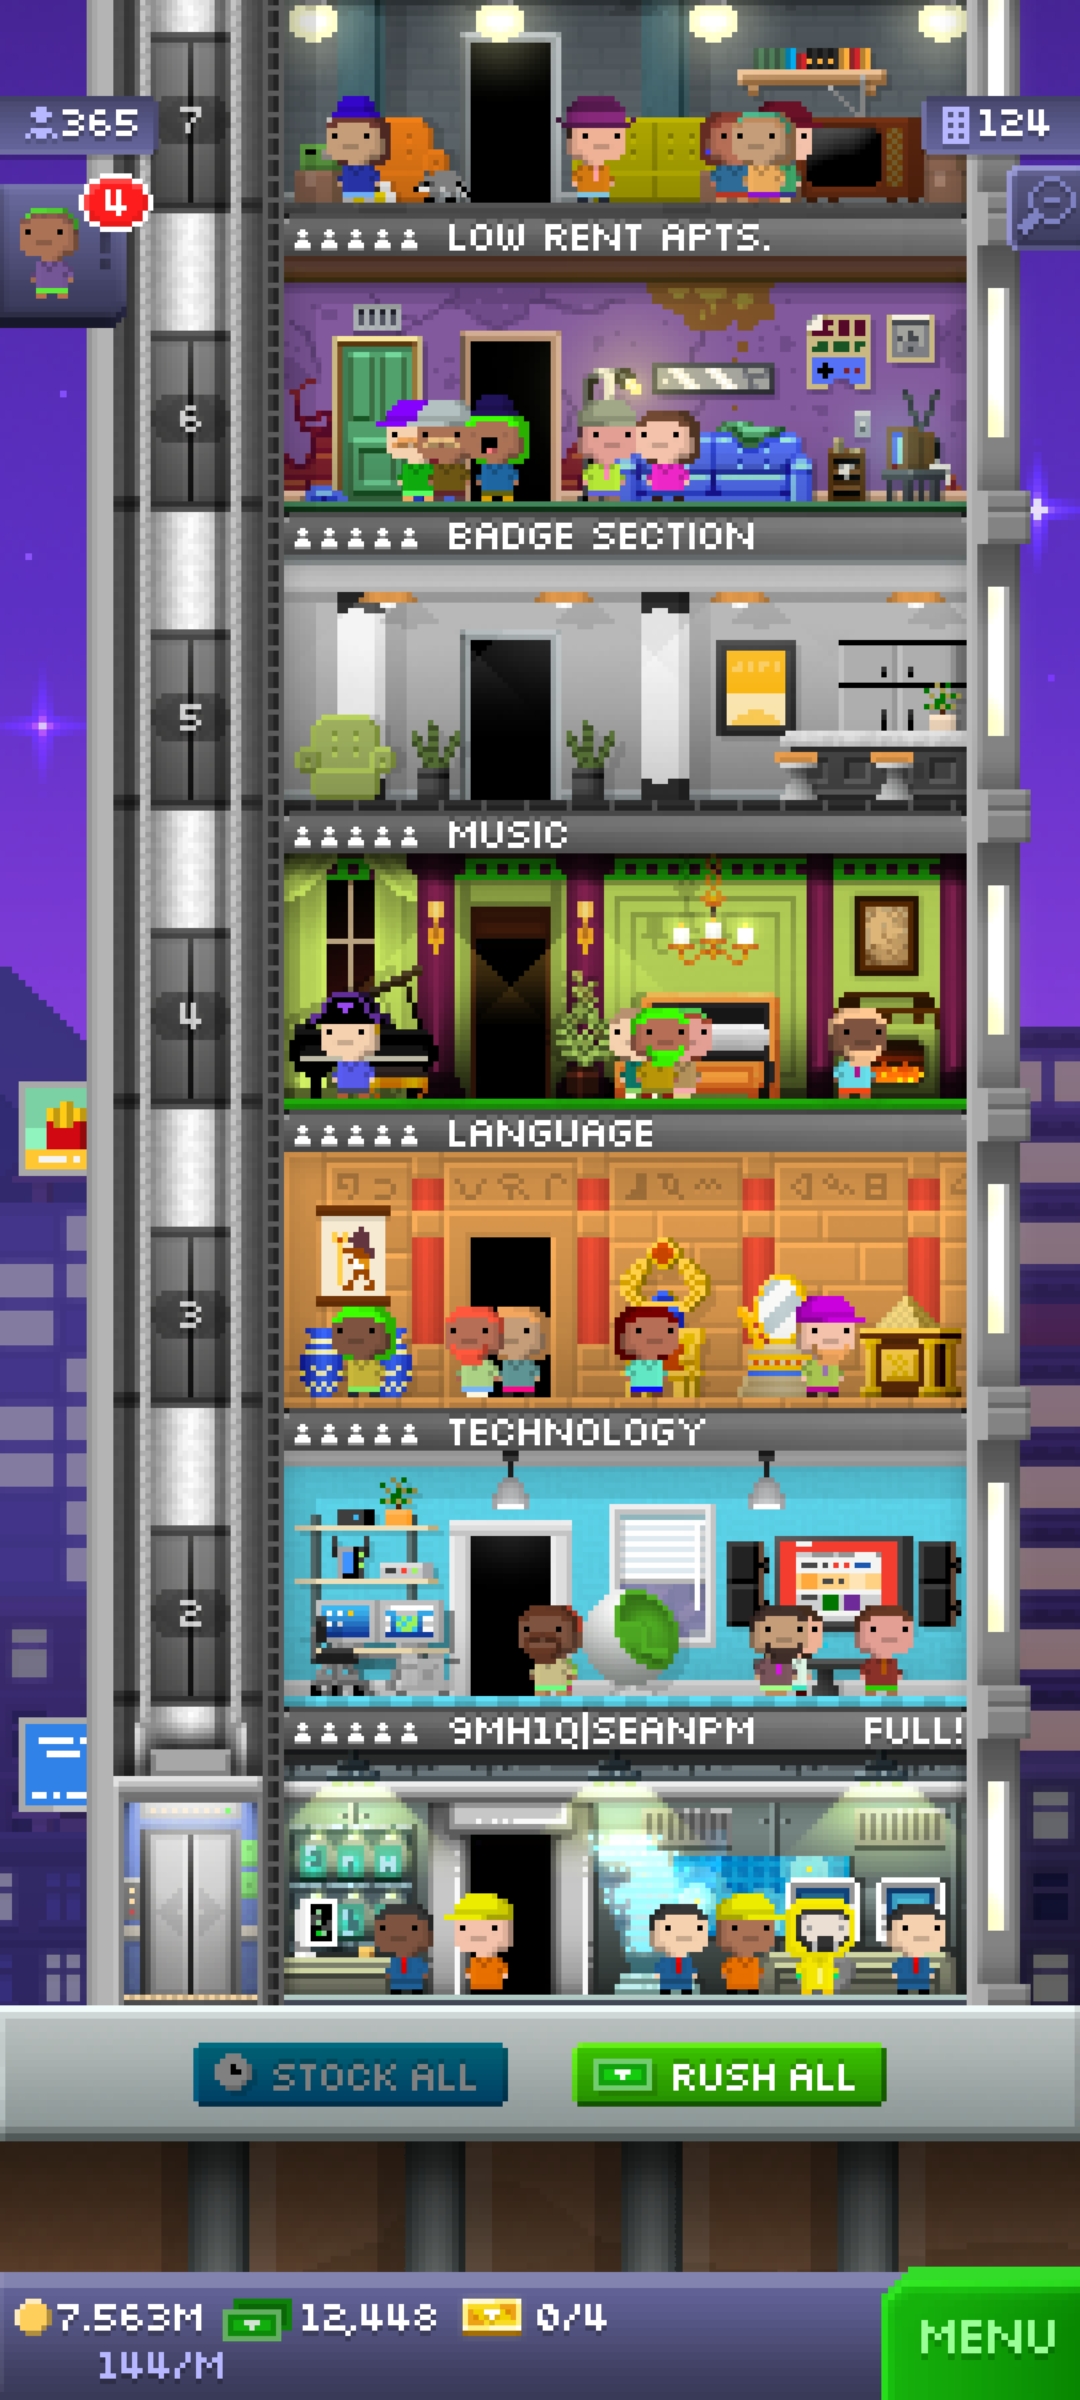 7
365
124
4
LOW RENT APTS.
6
BADGE SECTION
5
MUSIC
4
LANGUAGE
3
TECHNOLOGY
2
9MH1Q|SEANPM FULL!
STOCK ALL
RUSH ALL
7.563M 12,448 0/4
144/M
MENU